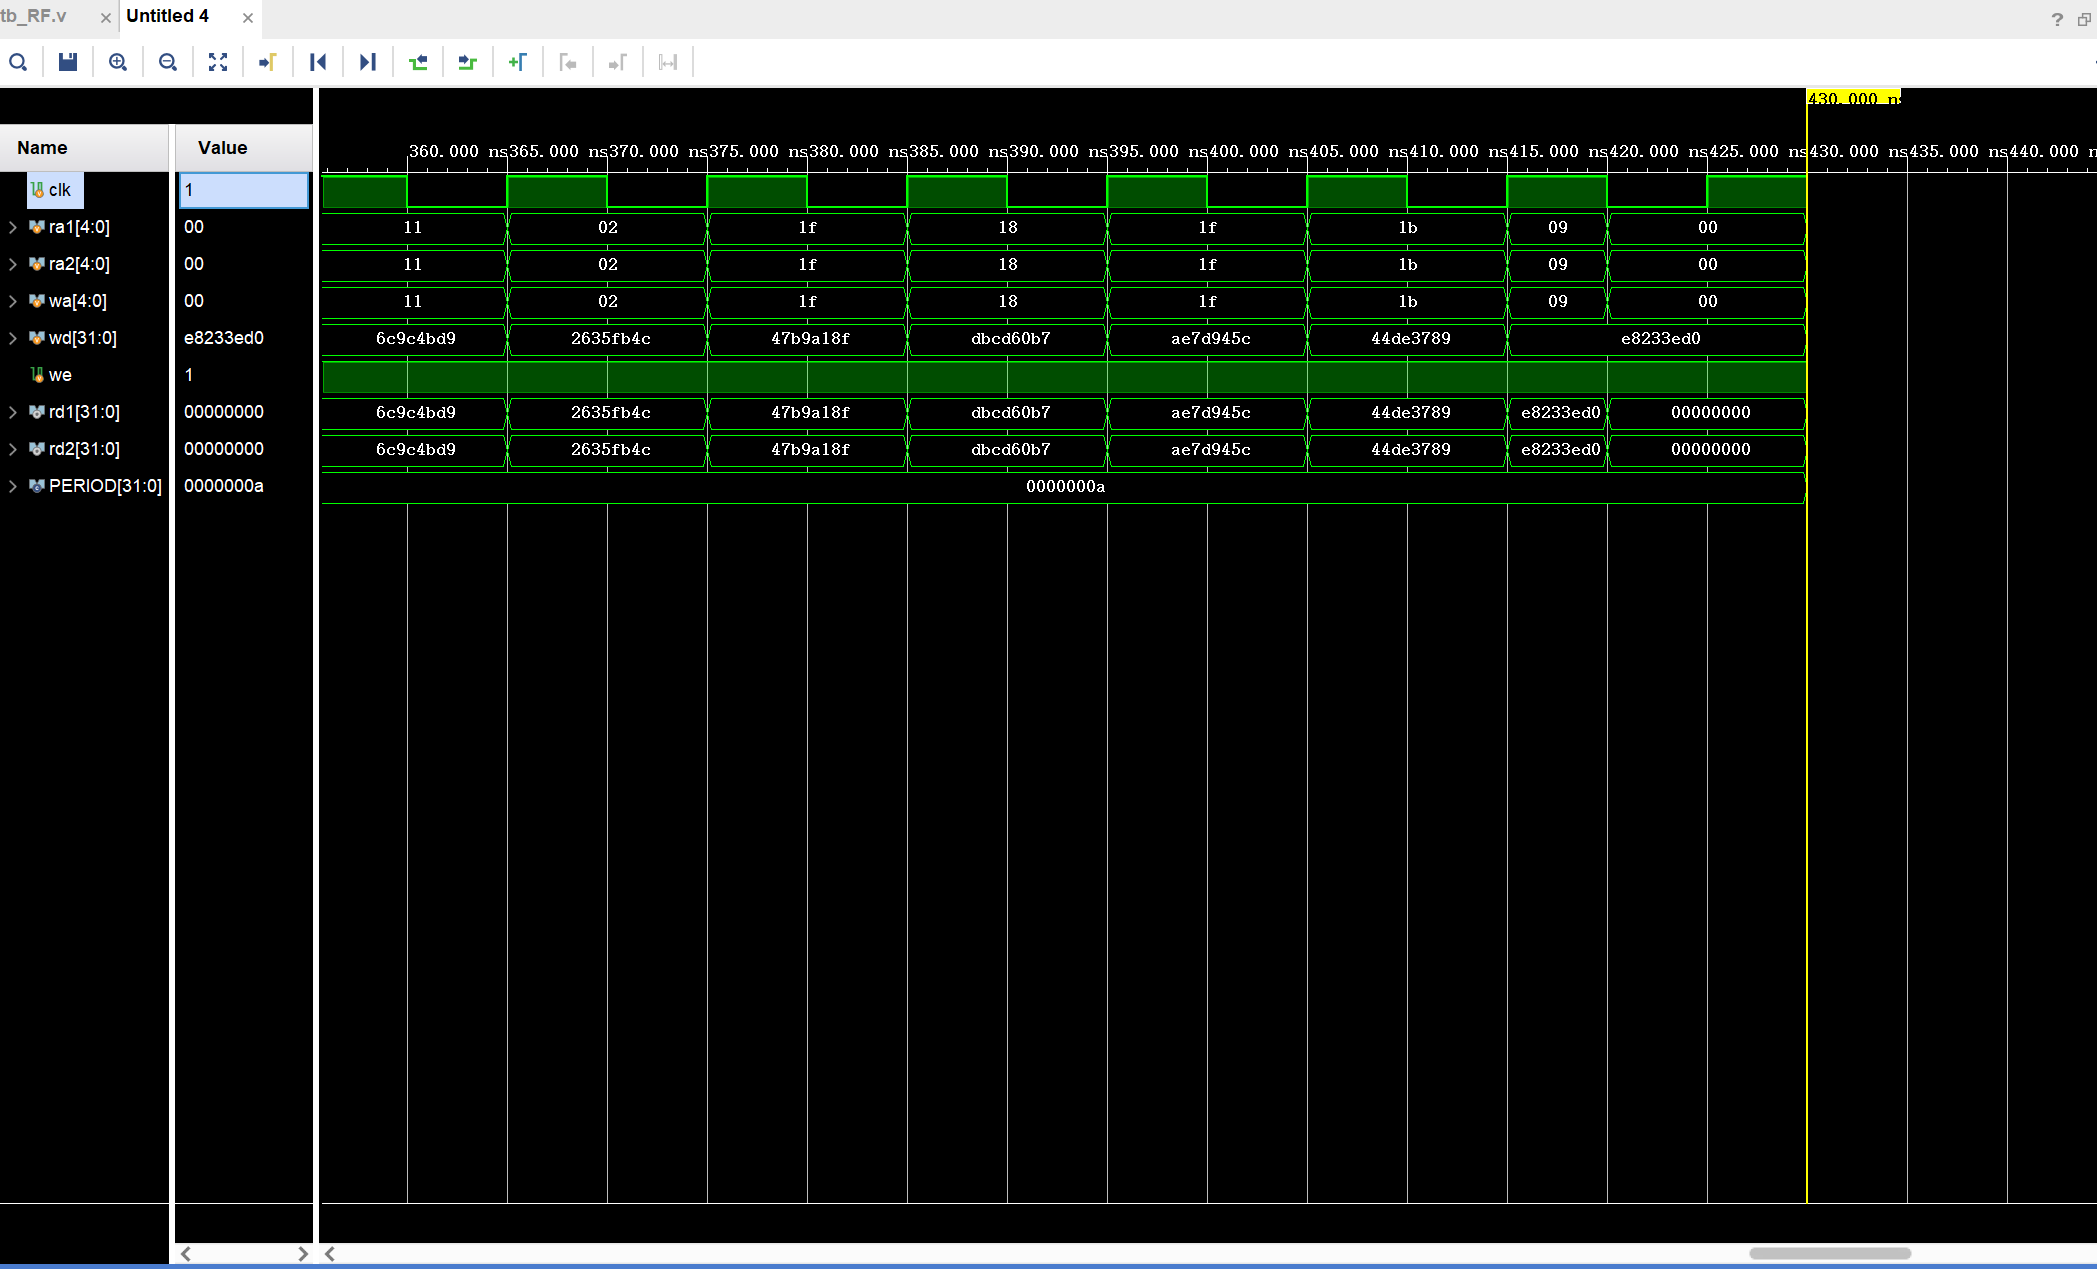 tb_RF.v × Untitled 4 × ?
430.000 ns
Name Value
360.000 ns 365.000 ns 370.000 ns 375.000 ns 380.000 ns 385.000 ns 390.000 ns 395.000 ns 400.000 ns 405.000 ns 410.000 ns 415.000 ns 420.000 ns 425.000 ns 430.000 ns 435.000 ns 440.000 n
clk 1
ra1[4:0] 00 11 02 1f 18 1f 1b 09 00
ra2[4:0] 00 11 02 1f 18 1f 1b 09 00
wa[4:0] 00 11 02 1f 18 1f 1b 09 00
wd[31:0] e8233ed0 6c9c4bd9 2635fb4c 47b9a18f dbcd60b7 ae7d945c 44de3789 e8233ed0
we 1
rd1[31:0] 00000000 6c9c4bd9 2635fb4c 47b9a18f dbcd60b7 ae7d945c 44de3789 e8233ed0 00000000
rd2[31:0] 00000000 6c9c4bd9 2635fb4c 47b9a18f dbcd60b7 ae7d945c 44de3789 e8233ed0 00000000
PERIOD[31:0] 0000000a 0000000a